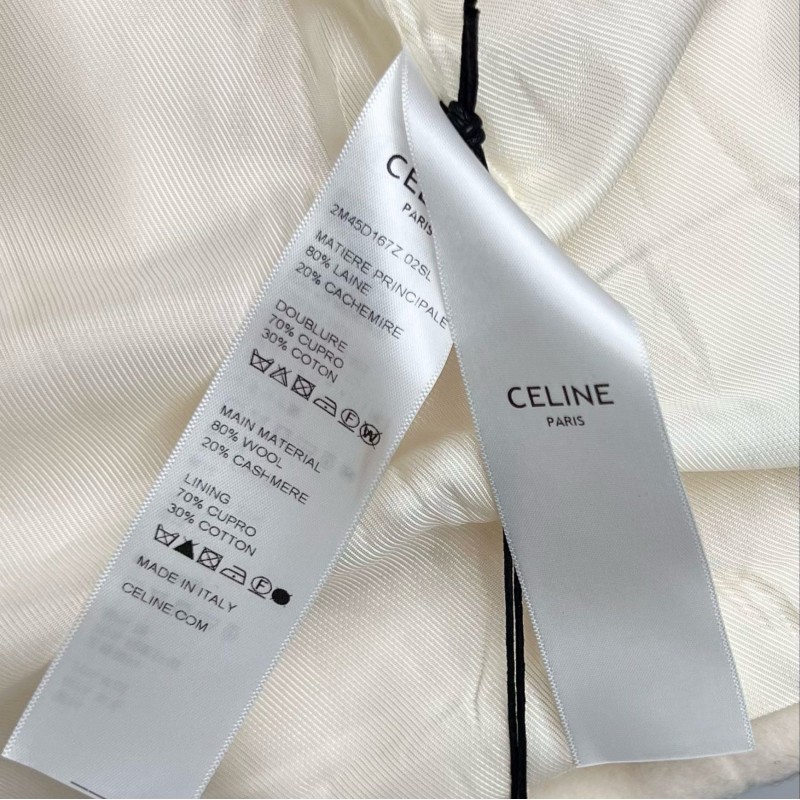 PARIS
2M45D167Z 02SL
MATIERE PRINCIPALE
80% LAINE
20% CACHEMIRE
DOUBLURE
70% CUPRO
30% COTON
F W
MAIN MATERIAL
80% WOOL
20% CASHMERE
LINING
70% CUPRO
30% COTTON
F
MADE IN ITALY
CELINE.COM
CELINE
PARIS